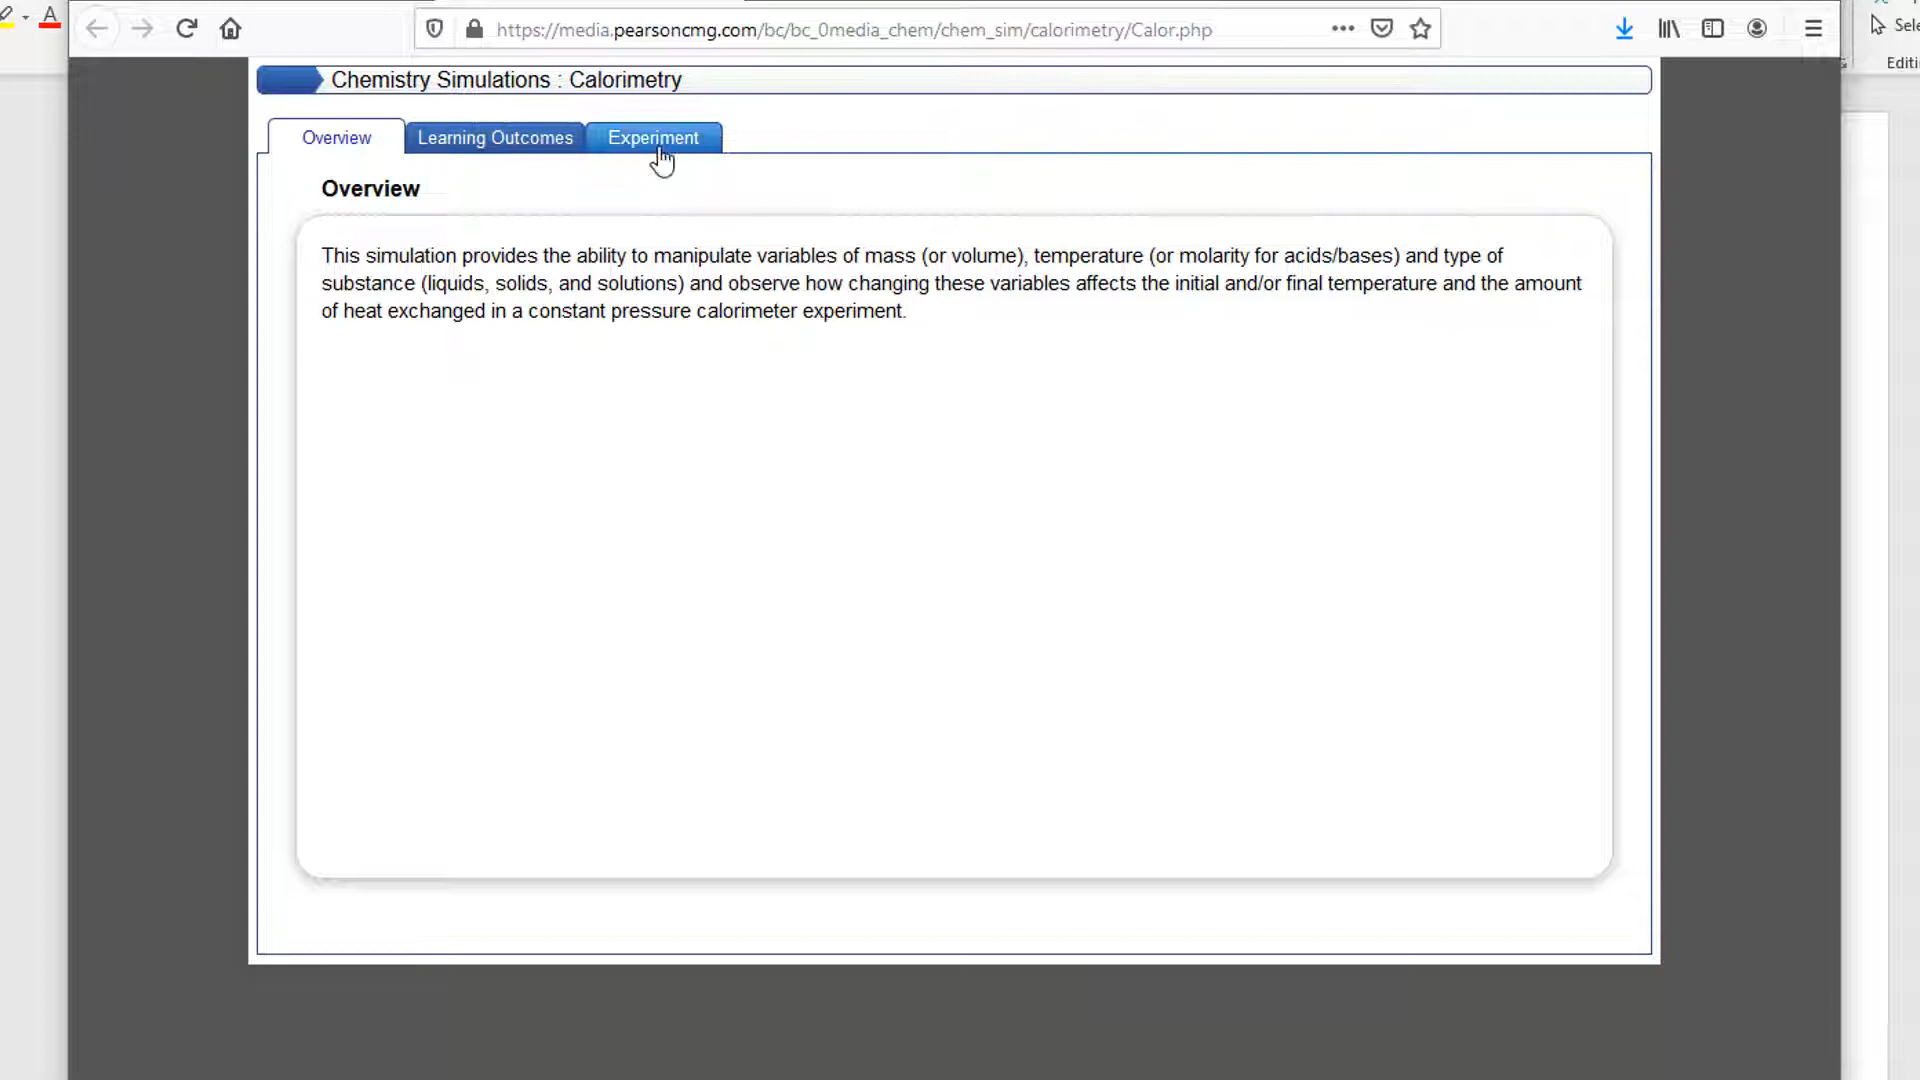 A
https://media.pearsoncmg.com/bc/bc_0media_chem/chem_sim/calorimetry/Calor.php
Chemistry Simulations : Calorimetry
Overview
Learning Outcomes
Experiment
Overview
This simulation provides the ability to manipulate variables of mass (or volume), temperature (or molarity for acids/bases) and type of
substance (liquids, solids, and solutions) and observe how changing these variables affects the initial and/or final temperature and the amount
of heat exchanged in a constant pressure calorimeter experiment.
Sele
Editi